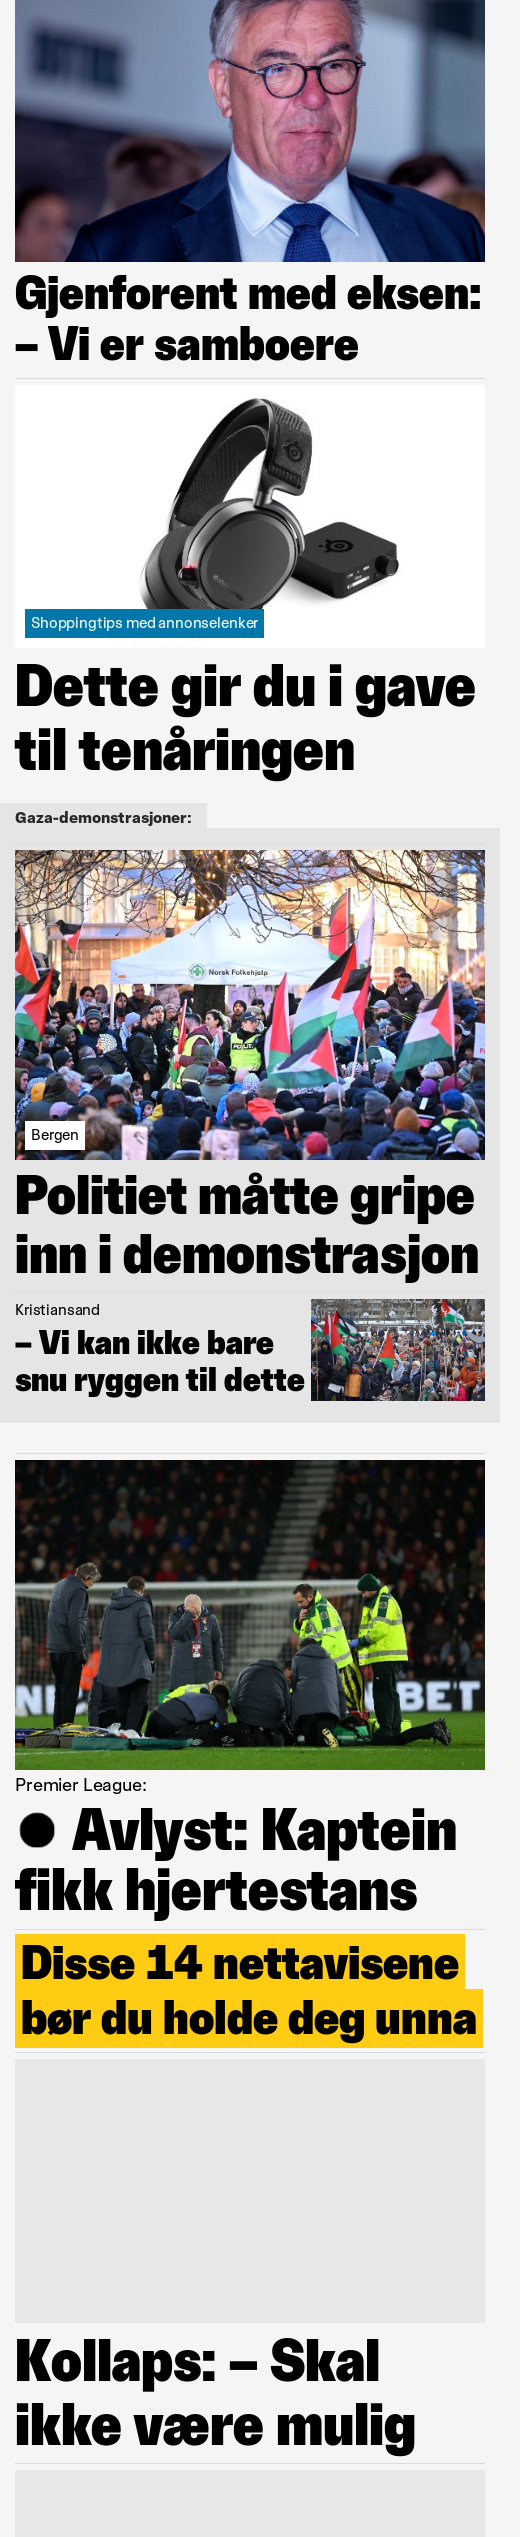 Gjenforent med eksen:
– Vi er samboere
Shoppingtips med annonselenker
Dette gir du i gave
til tenåringen
Gaza-demonstrasjoner:
Norsk Folkehjelp
POLITI
Bergen
Politiet måtte gripe
inn i demonstrasjon
Kristiansand
– Vi kan ikke bare
snu ryggen til dette
BET
Premier League:
Avlyst: Kaptein
fikk hjertestans
Disse 14 nettavisene
bør du holde deg unna
Kollaps: – Skal
ikke være mulig